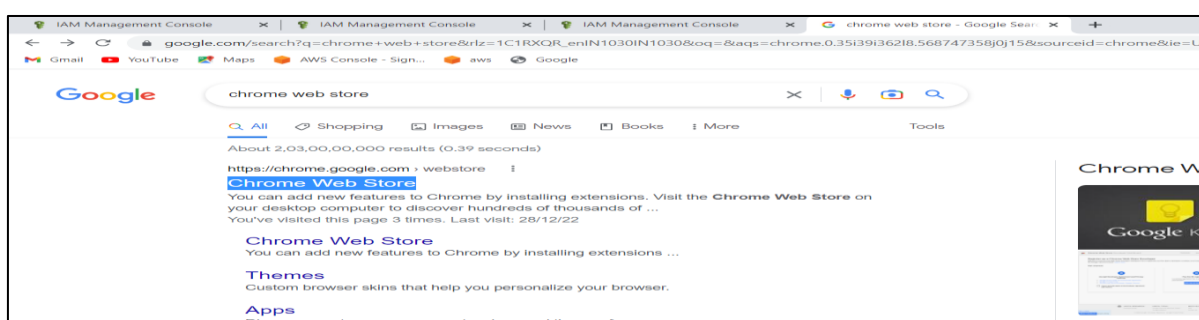 IAM Management Console
IAM Management Console
IAM Management Console
chrome web store - Google Sear
google.com/search?q=chrome+web+store&rlz=1C1RXQR_enIN1030IN1030&oq=&aqs=chrome.0.35i39i362l8.568747358j0j15&sourceid=chrome&ie=U
Gmail YouTube Maps AWS Console - Sign... aws Google
Google
chrome web store
All Shopping Images News Books More Tools
About 2,03,00,00,000 results (0.39 seconds)
https://chrome.google.com › webstore
Chrome Web Store
You can add new features to Chrome by installing extensions. Visit the Chrome Web Store on
your desktop computer to discover hundreds of thousands of ...
You've visited this page 3 times. Last visit: 28/12/22
Chrome Web Store
You can add new features to Chrome by installing extensions ...
Themes
Custom browser skins that help you personalize your browser.
Apps
Chrome W
Google K